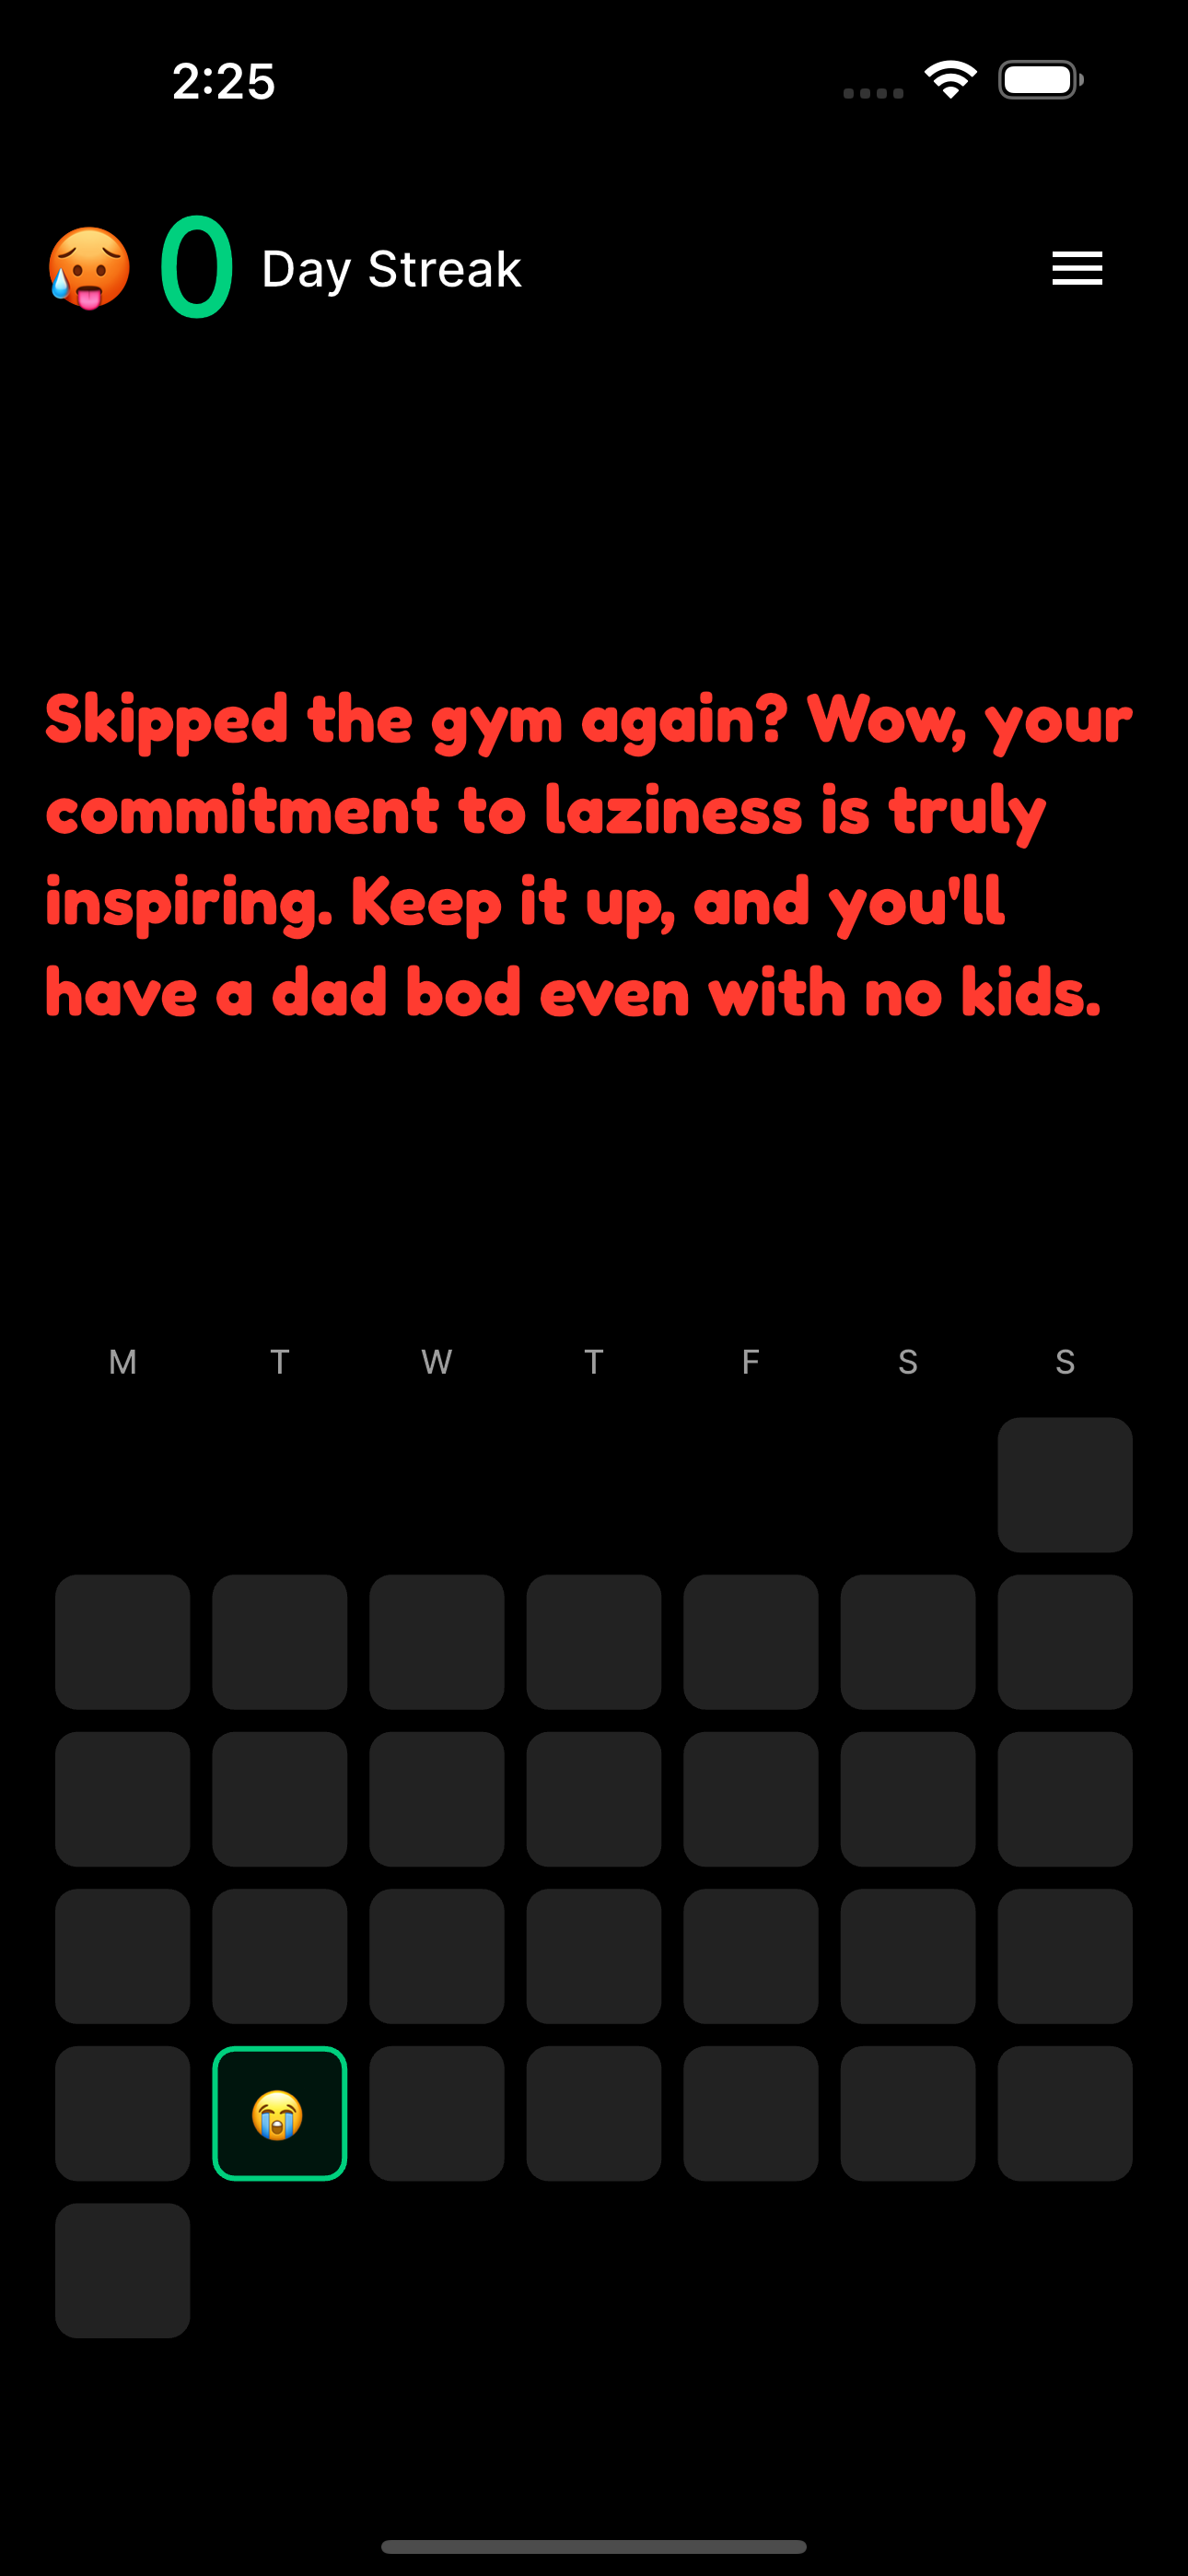 2:25
🥵 0 Day Streak
Skipped the gym again? Wow, your
commitment to laziness is truly
inspiring. Keep it up, and you'll
have a dad bod even with no kids.
M T W T F S S
😭